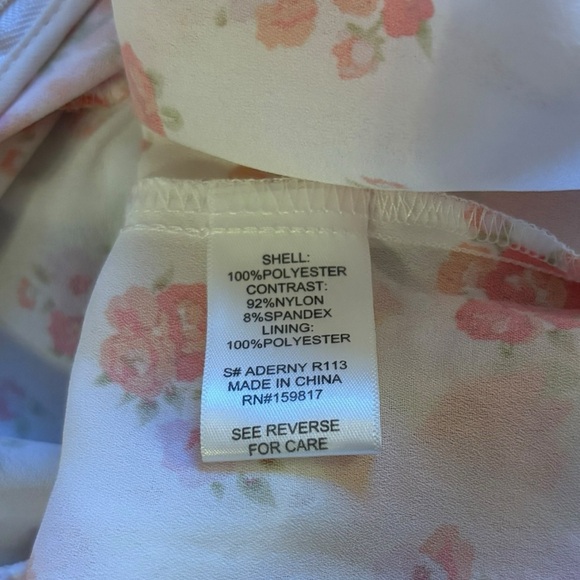 SHELL:
100%POLYESTER
CONTRAST:
92%NYLON
8%SPANDEX
LINING:
100%POLYESTER
S# ADERNY R113
MADE IN CHINA
RN#159817
SEE REVERSE
FOR CARE